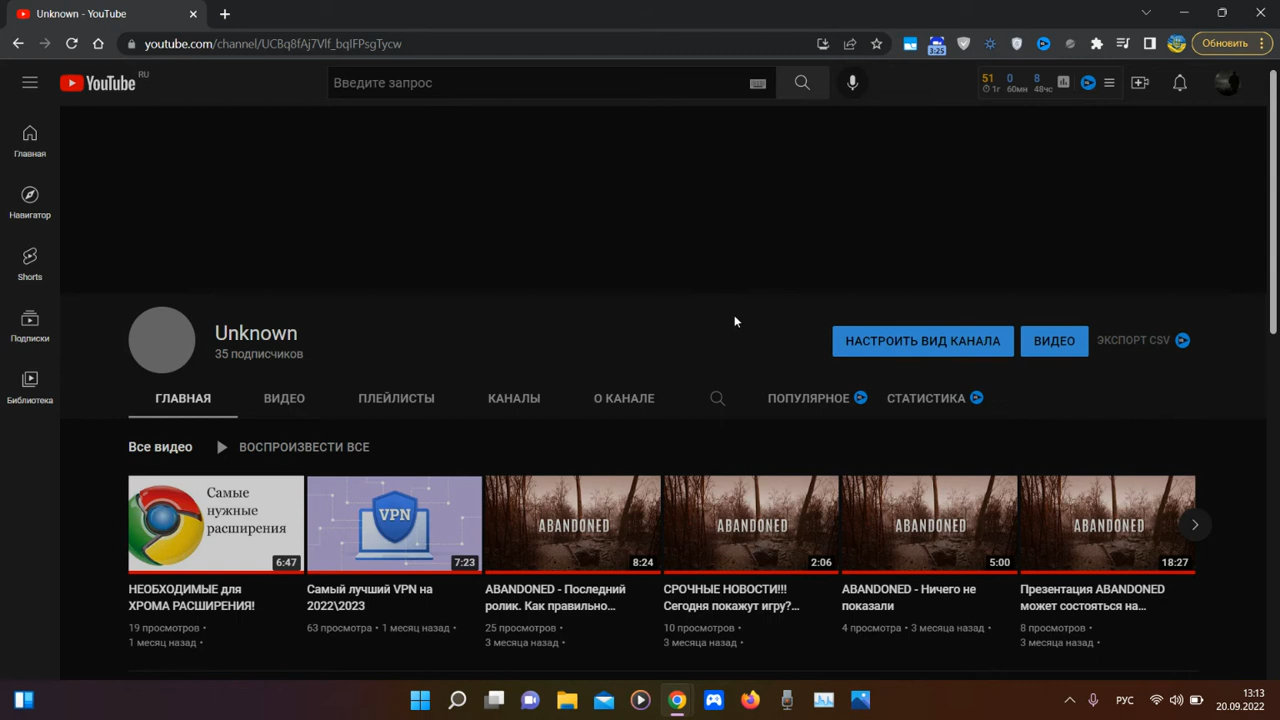 Unknown - YouTube
youtube.com/channel/UCBq8fAj7Vlf_bqIFPsgTycw
3:25
Обновить
YouTube RU
Введите запрос
51 0 8
1г 60мн 48чс
Главная
Навигатор
Shorts
Подписки
Библиотека
Unknown
35 подписчиков
НАСТРОИТЬ ВИД КАНАЛА
ВИДЕО
ЭКСПОРТ CSV
ГЛАВНАЯ ВИДЕО ПЛЕЙЛИСТЫ КАНАЛЫ О КАНАЛЕ ПОПУЛЯРНОЕ СТАТИСТИКА
Все видео ВОСПРОИЗВЕСТИ ВСЕ
Самые
нужные
расширения
6:47
НЕОБХОДИМЫЕ для
ХРОМА РАСШИРЕНИЯ!
19 просмотров •
1 месяц назад •
VPN
7:23
Самый лучший VPN на
2022\2023
63 просмотра • 1 месяц назад •
ABANDONED
8:24
ABANDONED - Последний
ролик. Как правильно...
25 просмотров •
3 месяца назад •
ABANDONED
2:06
СРОЧНЫЕ НОВОСТИ!!!
Сегодня покажут игру?...
10 просмотров •
3 месяца назад •
ABANDONED
5:00
ABANDONED - Ничего не
показали
4 просмотра • 3 месяца назад •
ABANDONED
18:27
Презентация ABANDONED
может состояться на...
8 просмотров •
3 месяца назад •
РУС
13:13
20.09.2022